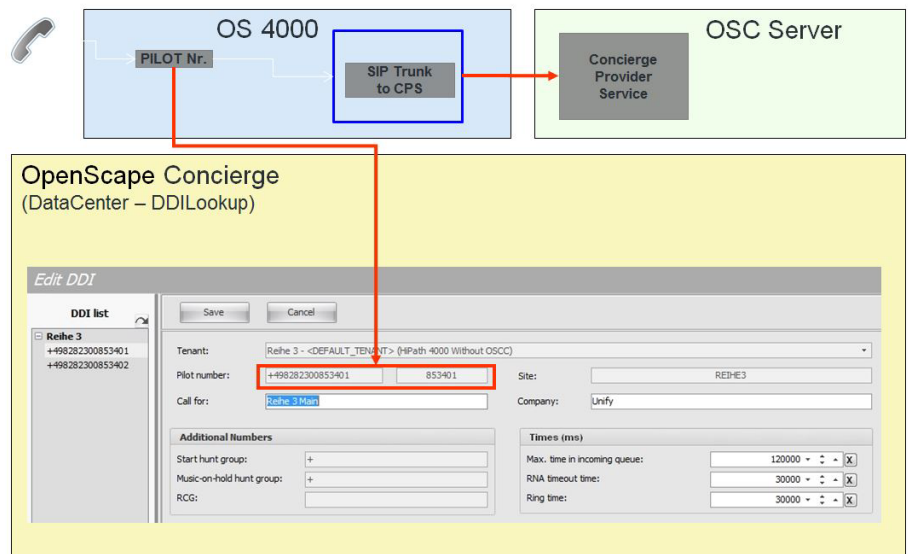 OS 4000
OSC Server
PILOT Nr.
SIP Trunk
to CPS
Concierge
Provider
Service
OpenScape Concierge
(DataCenter – DDILookup)
Edit DDI
DDI list
Save
Cancel
Reihe 3
+498282300853401
+498282300853402
Tenant:
Reihe 3 - <DEFAULT_TENANT> (HiPath 4000 Without OSCC)
Pilot number:
+498282300853401
853401
Site:
REIHE3
Call for:
Reihe 3 Main
Company:
Unify
Additional Numbers
Times (ms)
Start hunt group:
+
Max. time in incoming queue:
120000
X
Music-on-hold hunt group:
+
RNA timeout time:
30000
X
RCG:
Ring time:
30000
X